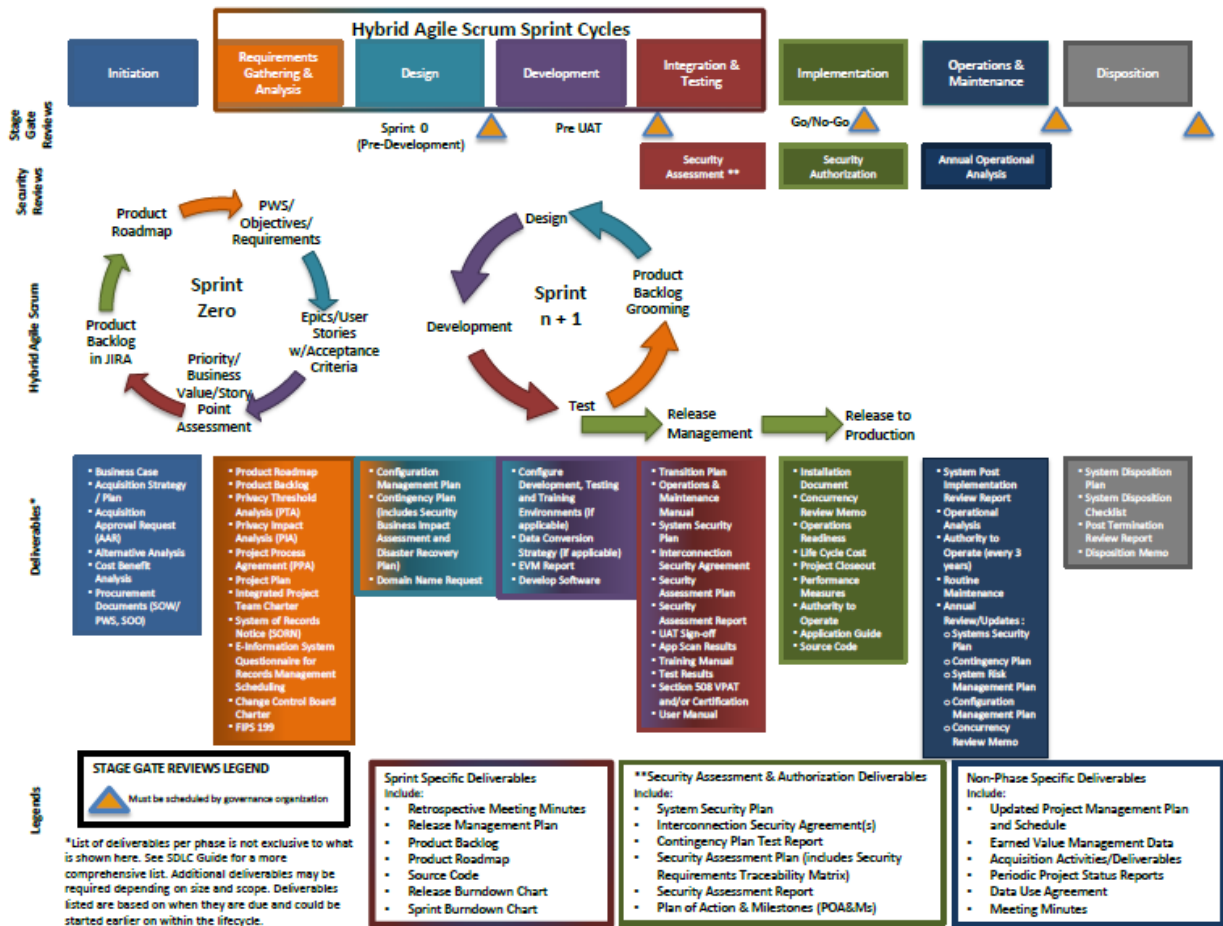 Hybrid Agile Scrum Sprint Cycles
Initiation
Requirements
Gathering &
Analysis
Design
Development
Integration &
Testing
Implementation
Operations &
Maintenance
Disposition
Stage
Gate
Reviews
Sprint 0
(Pre-Development)
Pre UAT
Go/No-Go
Security
Reviews
Security
Assessment **
Security
Authorization
Annual Operational
Analysis
Hybrid Agile Scrum
Product
Roadmap
PWS/
Objectives/
Requirements
Sprint
Zero
Epics/User
Stories
w/Acceptance
Criteria
Priority/
Business
Value/Story
Point
Assessment
Product
Backlog
in JIRA
Design
Product
Backlog
Grooming
Sprint
n + 1
Development
Test
Release
Management
Release to
Production
Deliverables*
▪ Business Case
▪ Acquisition Strategy
/ Plan
▪ Acquisition
Approval Request
(AAR)
▪ Alternative Analysis
▪ Cost Benefit
Analysis
▪ Procurement
Documents (SOW/
PWS, SOO)
▪ Product Roadmap
▪ Product Backlog
▪ Privacy Threshold
Analysis (PTA)
▪ Privacy Impact
Analysis (PIA)
▪ Project Process
Agreement (PPA)
▪ Project Plan
▪ Integrated Project
Team Charter
▪ System of Records
Notice (SORN)
▪ E-Information System
Questionnaire for
Records Management
Scheduling
▪ Change Control Board
Charter
▪ FIPS 199
▪ Configuration
Management Plan
▪ Contingency Plan
(includes Security
Business Impact
Assessment and
Disaster Recovery
Plan)
▪ Domain Name Request
▪ Configure
Development, Testing
and Training
Environments (if
applicable)
▪ Data Conversion
Strategy (if applicable)
▪ EVM Report
▪ Develop Software
▪ Transition Plan
▪ Operations &
Maintenance
Manual
▪ System Security
Plan
▪ Interconnection
Security Agreement
▪ Security
Assessment Plan
▪ Security
Assessment Report
▪ UAT Sign-off
▪ App Scan Results
▪ Training Manual
▪ Test Results
▪ Section 508 VPAT
and/or Certification
▪ User Manual
▪ Installation
Document
▪ Concurrency
Review Memo
▪ Operations
Readiness
▪ Life Cycle Cost
▪ Project Closeout
▪ Performance
Measures
▪ Authority to
Operate
▪ Application Guide
▪ Source Code
▪ System Post
Implementation
Review Report
▪ Operational
Analysis
▪ Authority to
Operate (every 3
years)
▪ Routine
Maintenance
▪ Annual
Review/Updates :
o Systems Security
Plan
o Contingency Plan
o System Risk
Management Plan
o Configuration
Management Plan
o Concurrency
Review Memo
▪ System Disposition
Plan
▪ System Disposition
Checklist
▪ Post Termination
Review Report
▪ Disposition Memo
Legends
STAGE GATE REVIEWS LEGEND
Must be scheduled by governance organization
*List of deliverables per phase is not exclusive to what
is shown here. See SDLC Guide for a more
comprehensive list. Additional deliverables may be
required depending on size and scope. Deliverables
listed are based on when they are due and could be
started earlier on within the lifecycle.
Sprint Specific Deliverables
Include:
▪ Retrospective Meeting Minutes
▪ Release Management Plan
▪ Product Backlog
▪ Product Roadmap
▪ Source Code
▪ Release Burndown Chart
▪ Sprint Burndown Chart
**Security Assessment & Authorization Deliverables
Include:
▪ System Security Plan
▪ Interconnection Security Agreement(s)
▪ Contingency Plan Test Report
▪ Security Assessment Plan (includes Security
Requirements Traceability Matrix)
▪ Security Assessment Report
▪ Plan of Action & Milestones (POA&Ms)
Non-Phase Specific Deliverables
Include:
▪ Updated Project Management Plan
and Schedule
▪ Earned Value Management Data
▪ Acquisition Activities/Deliverables
▪ Periodic Project Status Reports
▪ Data Use Agreement
▪ Meeting Minutes